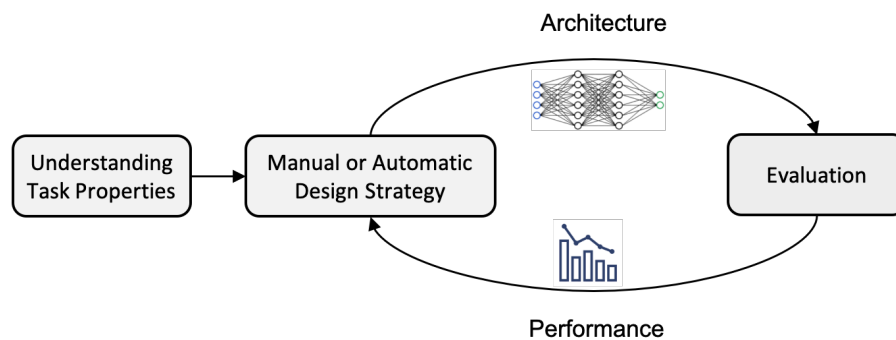 Architecture
Understanding
Task Properties
Manual or Automatic
Design Strategy
Evaluation
Performance